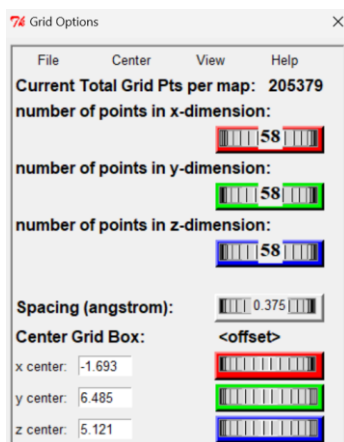 Grid Options
File Center View Help
Current Total Grid Pts per map: 205379
number of points in x-dimension:
58
number of points in y-dimension:
58
number of points in z-dimension:
58
Spacing (angstrom): 0.375
Center Grid Box: <offset>
x center: -1.693
y center: 6.485
z center: 5.121